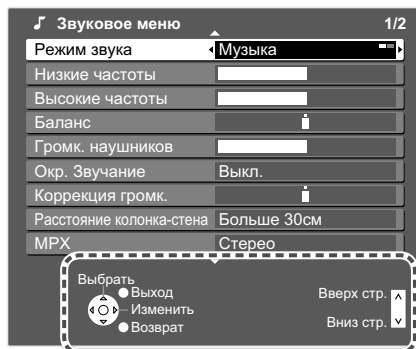 Звуковое меню 1/2
Режим звука Музыка
Низкие частоты
Высокие частоты
Баланс
Громк. наушников
Окр. Звучание Выкл.
Коррекция громк.
Расстояние колонка-стена Больше 30см
MPX Стерео
Выбрать
Выход Вверх стр.
Изменить
Возврат Вниз стр.